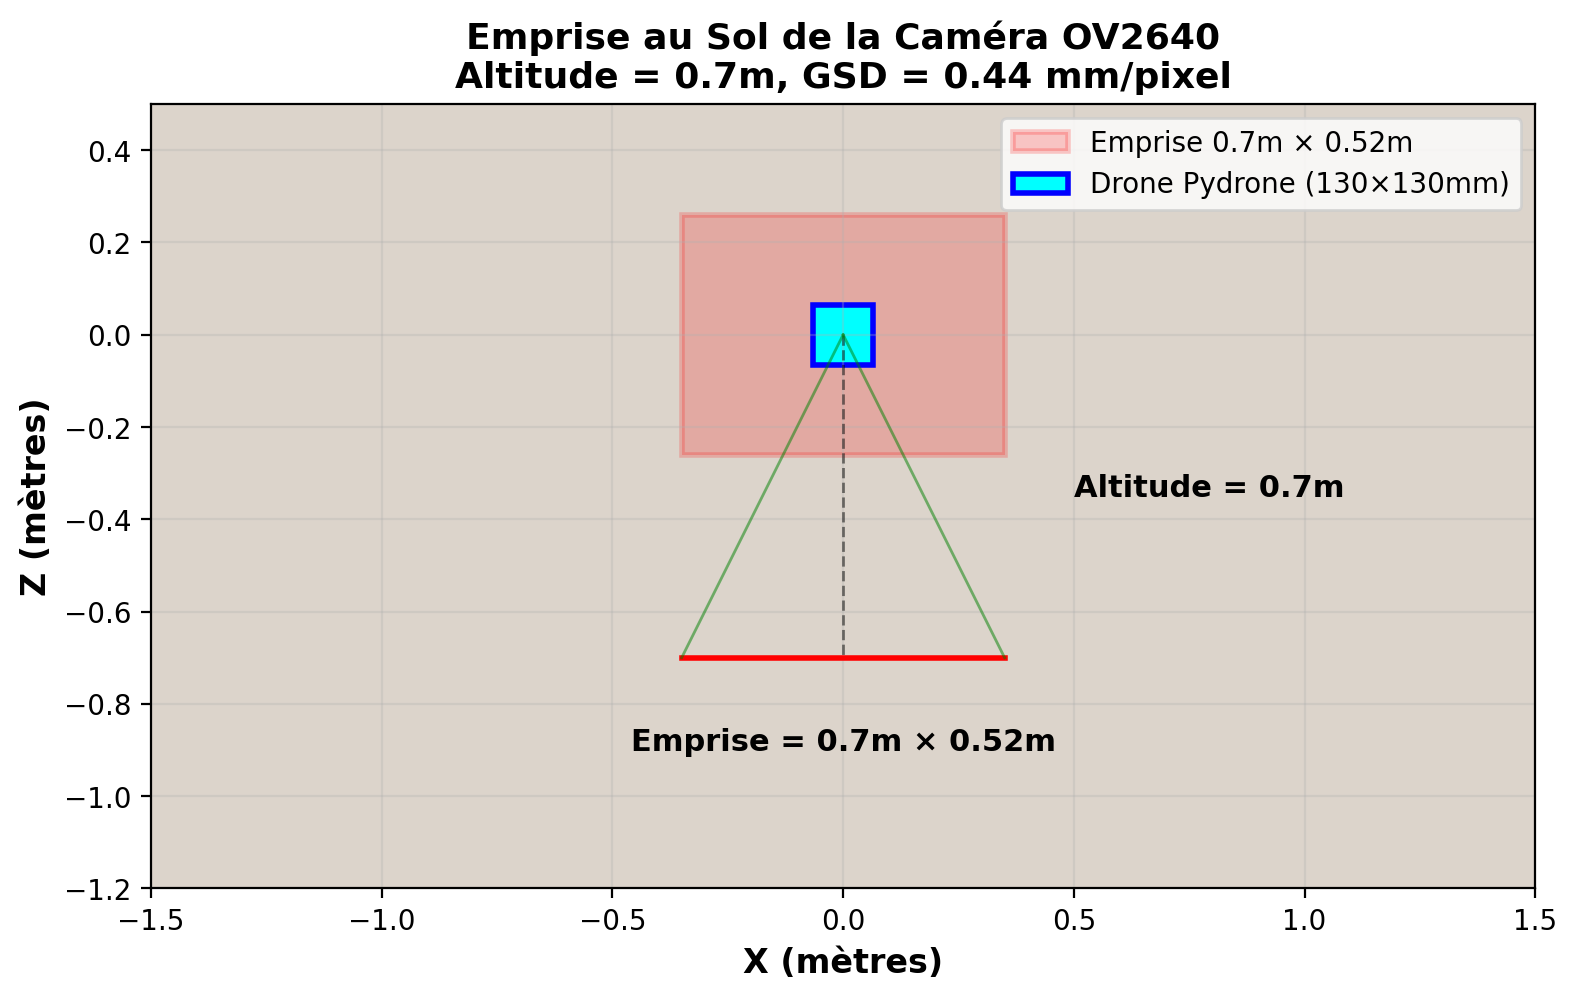 Emprise au Sol de la Caméra OV2640
Altitude = 0.7m, GSD = 0.44 mm/pixel
Emprise 0.7m × 0.52m
Drone Pydrone (130×130mm)
0.4
0.2
0.0
−0.2
−0.4
−0.6
−0.8
−1.0
−1.2
Z (mètres)
Altitude = 0.7m
Emprise = 0.7m × 0.52m
−1.5
−1.0
−0.5
0.0
0.5
1.0
1.5
X (mètres)